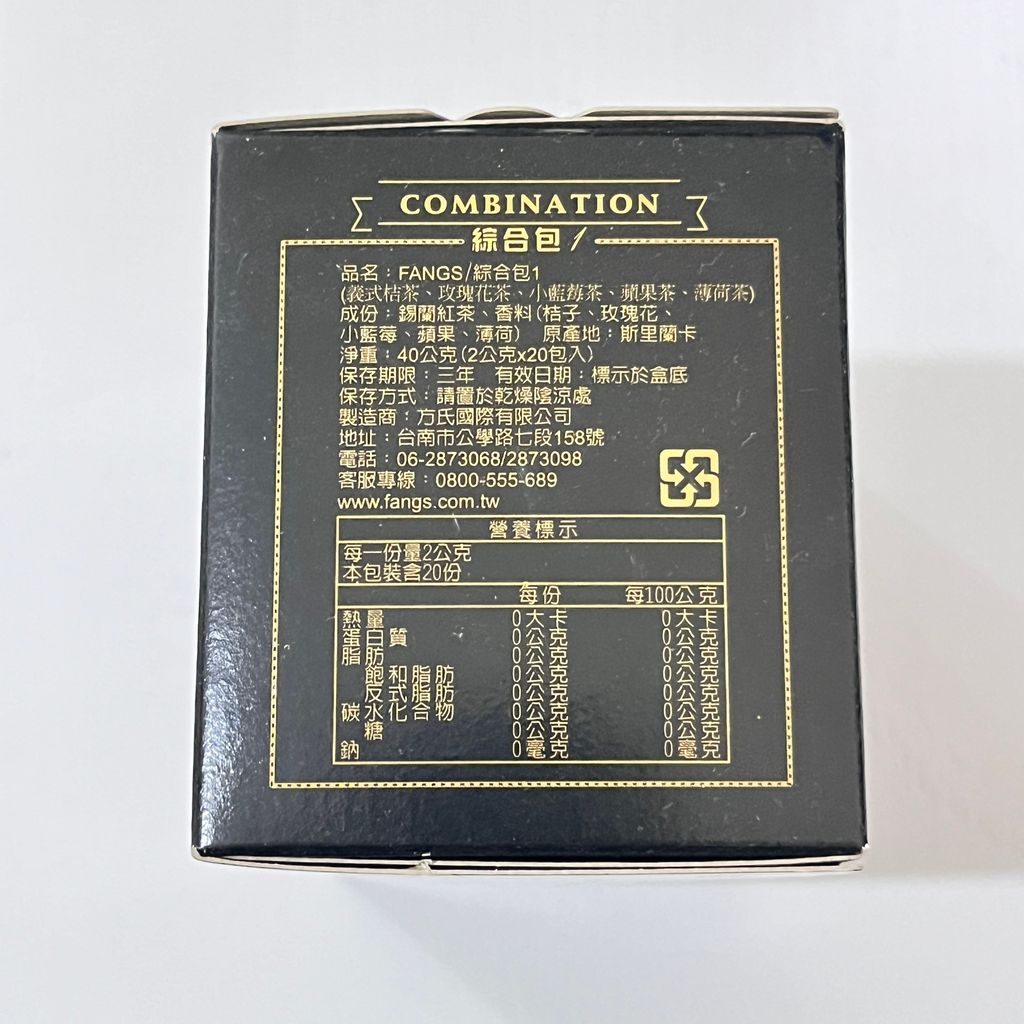 COMBINATION
綜合包1
品名：FANGS/綜合包1
(義式桔茶、玫瑰花茶、小藍莓茶、蘋果茶、薄荷茶)
成份：錫蘭紅茶、香料(桔子、玫瑰花、
小藍莓、蘋果、薄荷) 原產地：斯里蘭卡
淨重：40公克(2公克x20包入)
保存期限：三年 有效日期：標示於盒底
保存方式：請置於乾燥陰涼處
製造商：方氏國際有限公司
地址：台南市公學路七段158號
電話：06-2873068/2873098
客服專線：0800-555-689
www.fangs.com.tw
營養標示
每一份量2公克
本包裝含20份
每份 每100公克
熱量 0大卡 0大卡
蛋白質 0公克 0公克
脂肪 0公克 0公克
飽和脂肪 0公克 0公克
反式脂肪 0公克 0公克
碳水化合物 0公克 0公克
糖 0公克 0公克
鈉 0毫克 0毫克